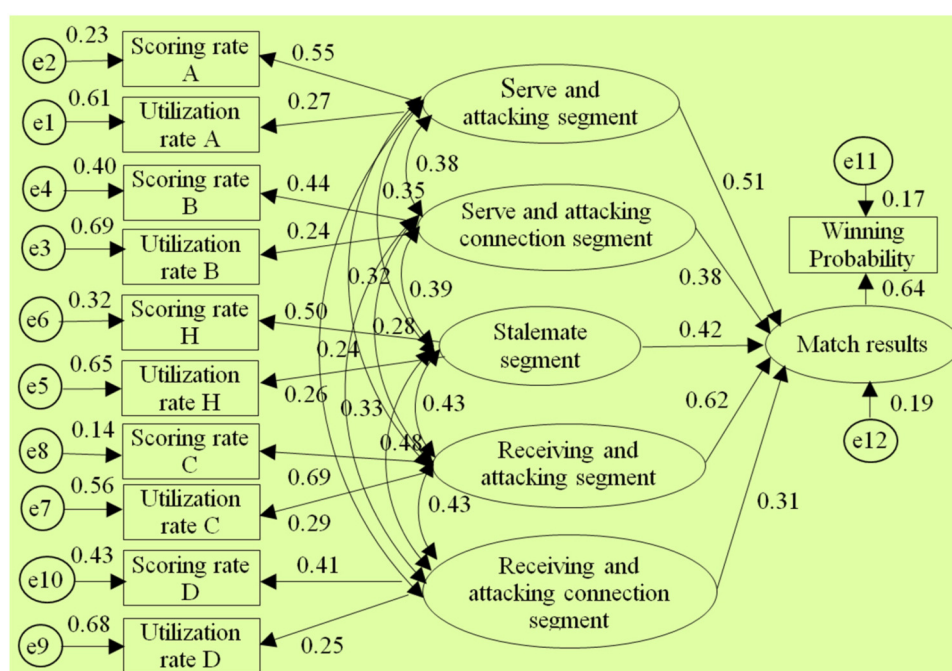 0.23
e2
Scoring rate
A
0.55
0.61
e1
Utilization
rate A
0.27
Serve and
attacking segment
0.40
e4
Scoring rate
B
0.44
0.38
0.35
0.51
e11
0.17
0.69
e3
Utilization
rate B
0.24
Serve and attacking
connection segment
0.38
Winning
Probability
0.64
0.32
e6
Scoring rate
H
0.50
0.32
0.39
0.28
0.24
Stalemate
segment
0.42
Match results
0.65
e5
Utilization
rate H
0.26
0.33
0.43
0.62
0.19
e12
0.14
e8
Scoring rate
C
0.69
0.48
Receiving and
attacking segment
0.56
e7
Utilization
rate C
0.29
0.43
0.31
0.43
e10
Scoring rate
D
0.41
Receiving and
attacking connection
segment
0.68
e9
Utilization
rate D
0.25